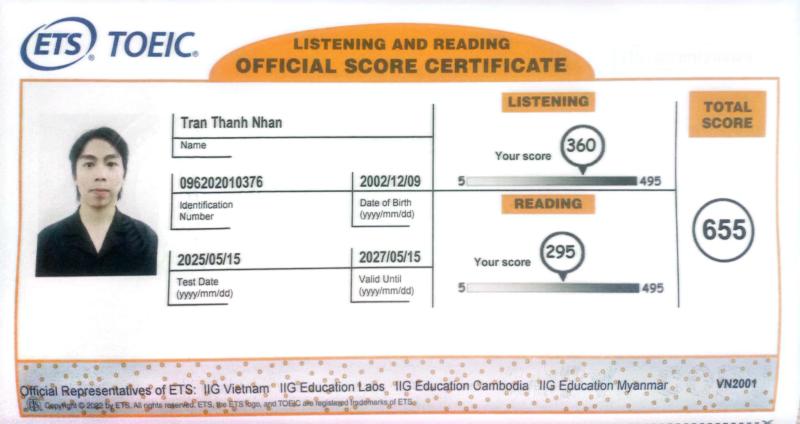 ETS® TOEIC®
LISTENING AND READING
OFFICIAL SCORE CERTIFICATE
Tran Thanh Nhan
Name
096202010376
Identification
Number
2002/12/09
Date of Birth
(yyyy/mm/dd)
2025/05/15
Test Date
(yyyy/mm/dd)
2027/05/15
Valid Until
(yyyy/mm/dd)
LISTENING
Your score 360
5 495
READING
Your score 295
5 495
TOTAL
SCORE
655
Official Representatives of ETS: IIG Vietnam IIG Education Laos IIG Education Cambodia IIG Education Myanmar VN2001
Copyright © 2022 by ETS. All rights reserved. ETS, the ETS logo, and TOEIC are registered trademarks of ETS.